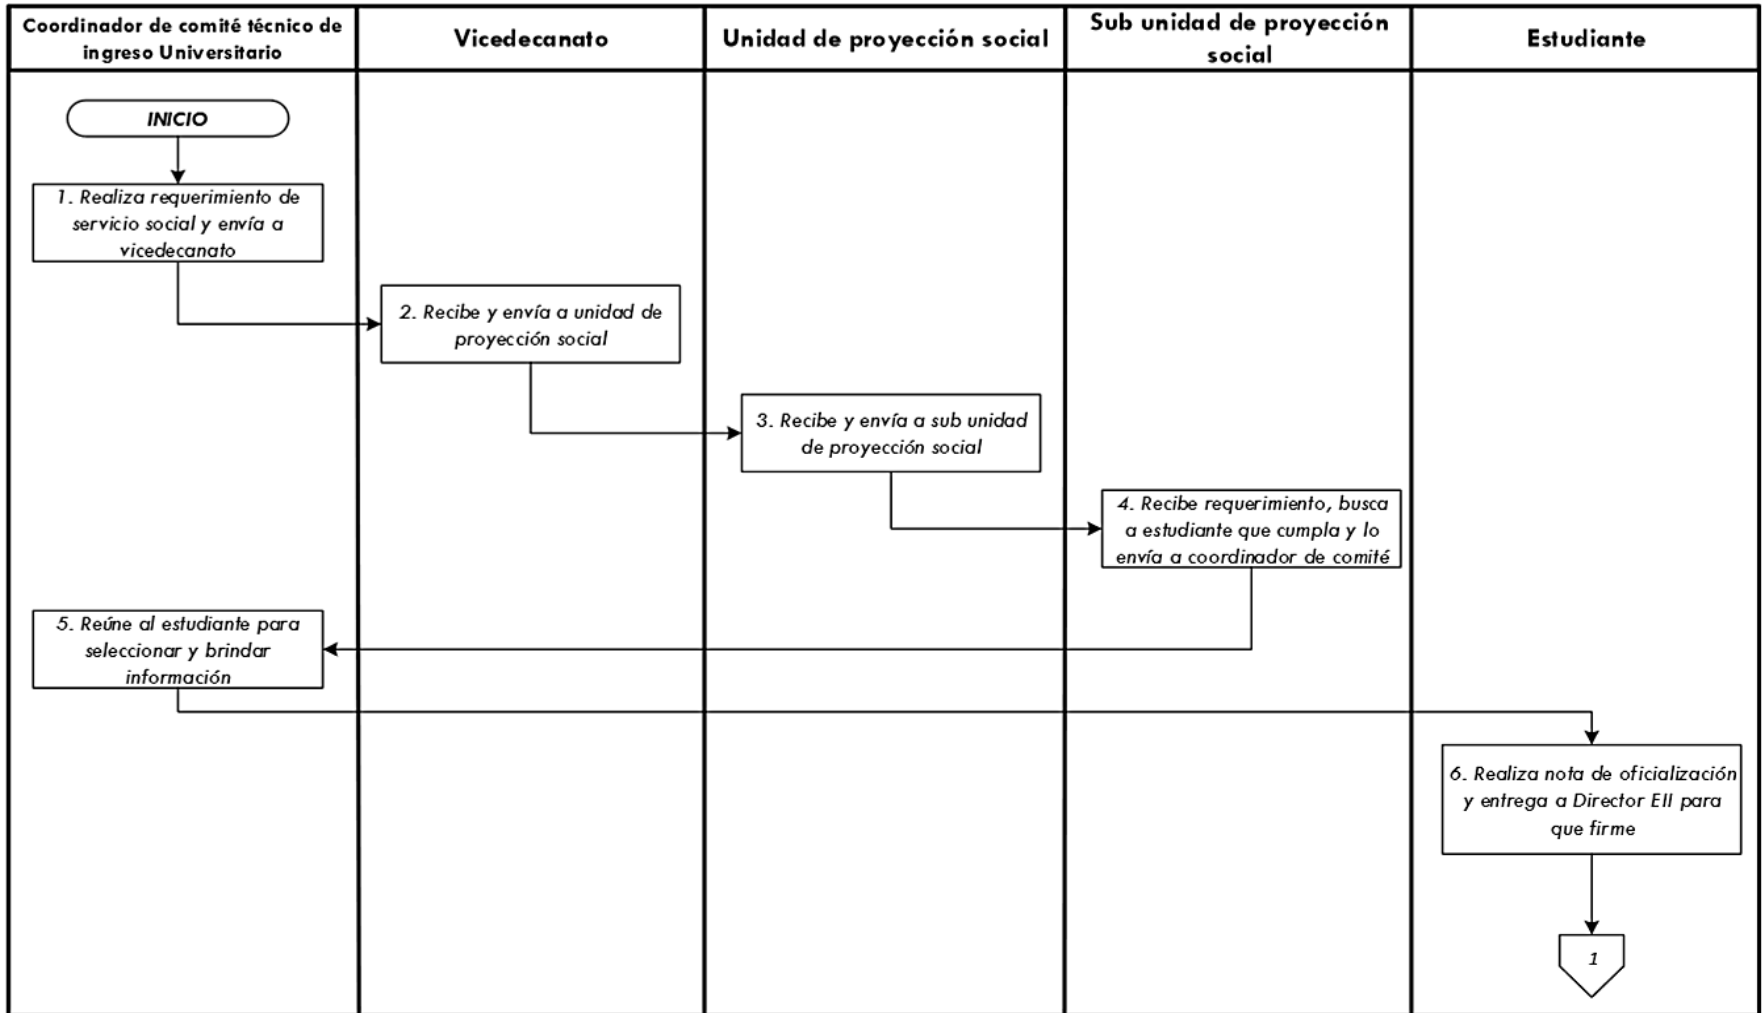 Coordinador de comité técnico de
ingreso Universitario
Vicedecanato
Unidad de proyección social
Sub unidad de proyección
social
Estudiante
INICIO
1. Realiza requerimiento de
servicio social y envía a
vicedecanato
2. Recibe y envía a unidad de
proyección social
3. Recibe y envía a sub unidad
de proyección social
4. Recibe requerimiento, busca
a estudiante que cumpla y lo
envía a coordinador de comité
5. Reúne al estudiante para
seleccionar y brindar
información
6. Realiza nota de oficialización
y entrega a Director EII para
que firme
1